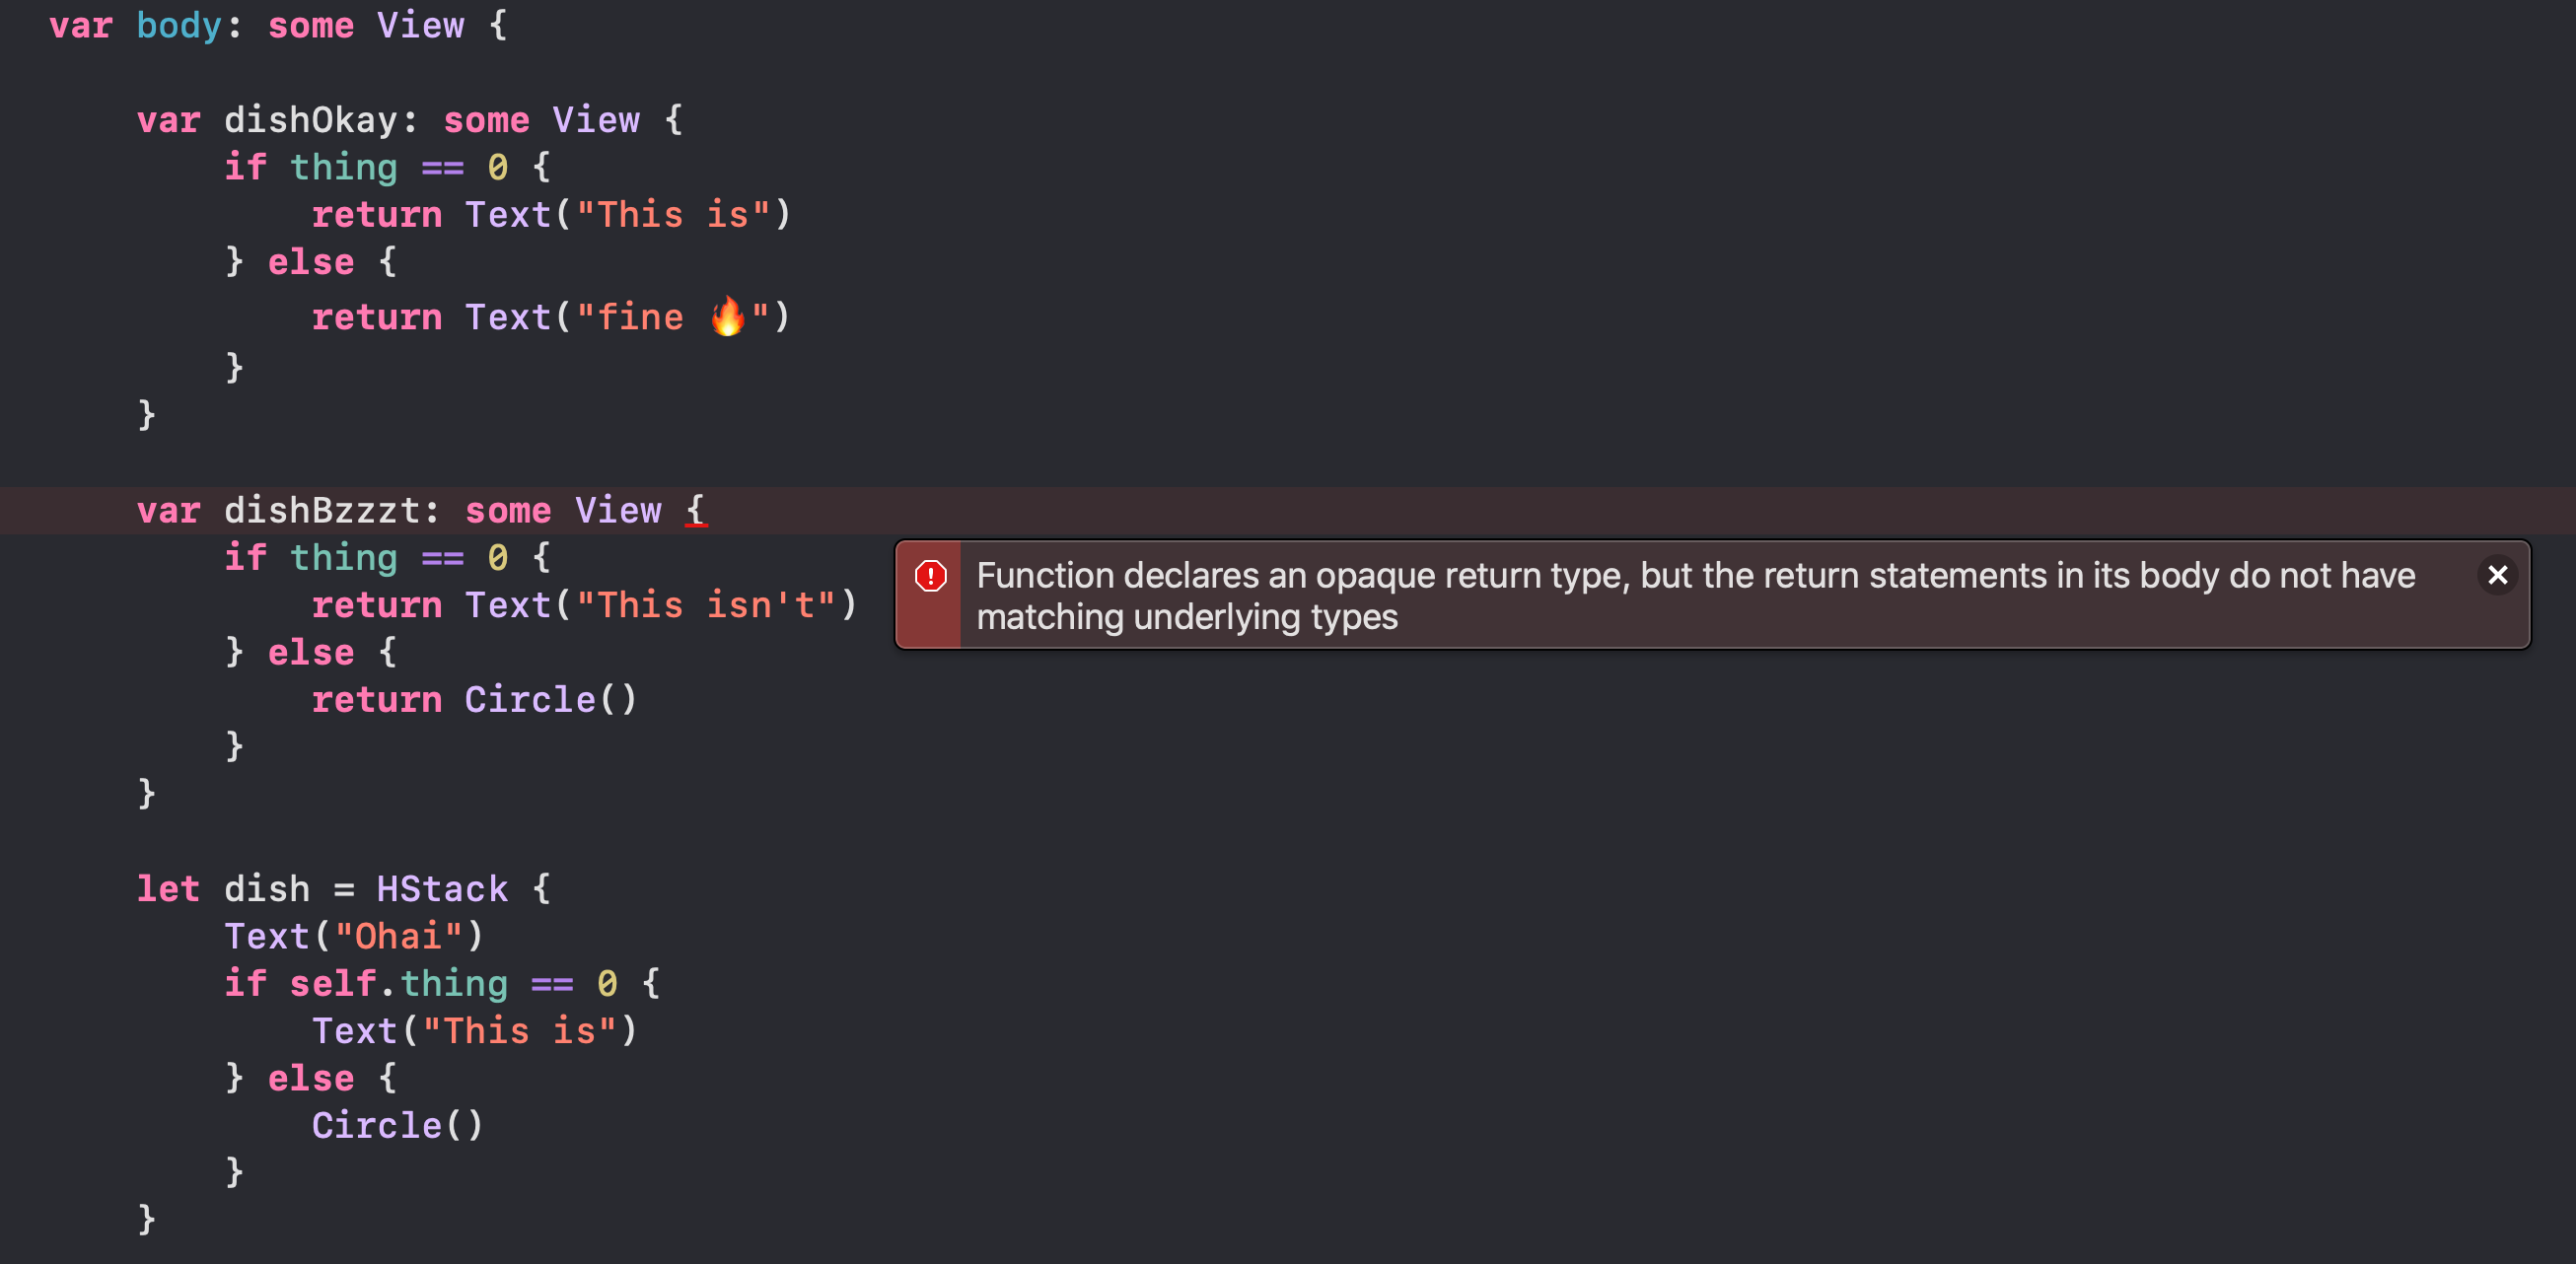 var body: some View {
var dishOkay: some View {
if thing == 0 {
return Text("This is")
} else {
return Text("fine 🔥")
}
}
var dishBzzzt: some View {
if thing == 0 {
return Text("This isn't")
Function declares an opaque return type, but the return statements in its body do not have
matching underlying types
} else {
return Circle()
}
}
let dish = HStack {
Text("Ohai")
if self.thing == 0 {
Text("This is")
} else {
Circle()
}
}